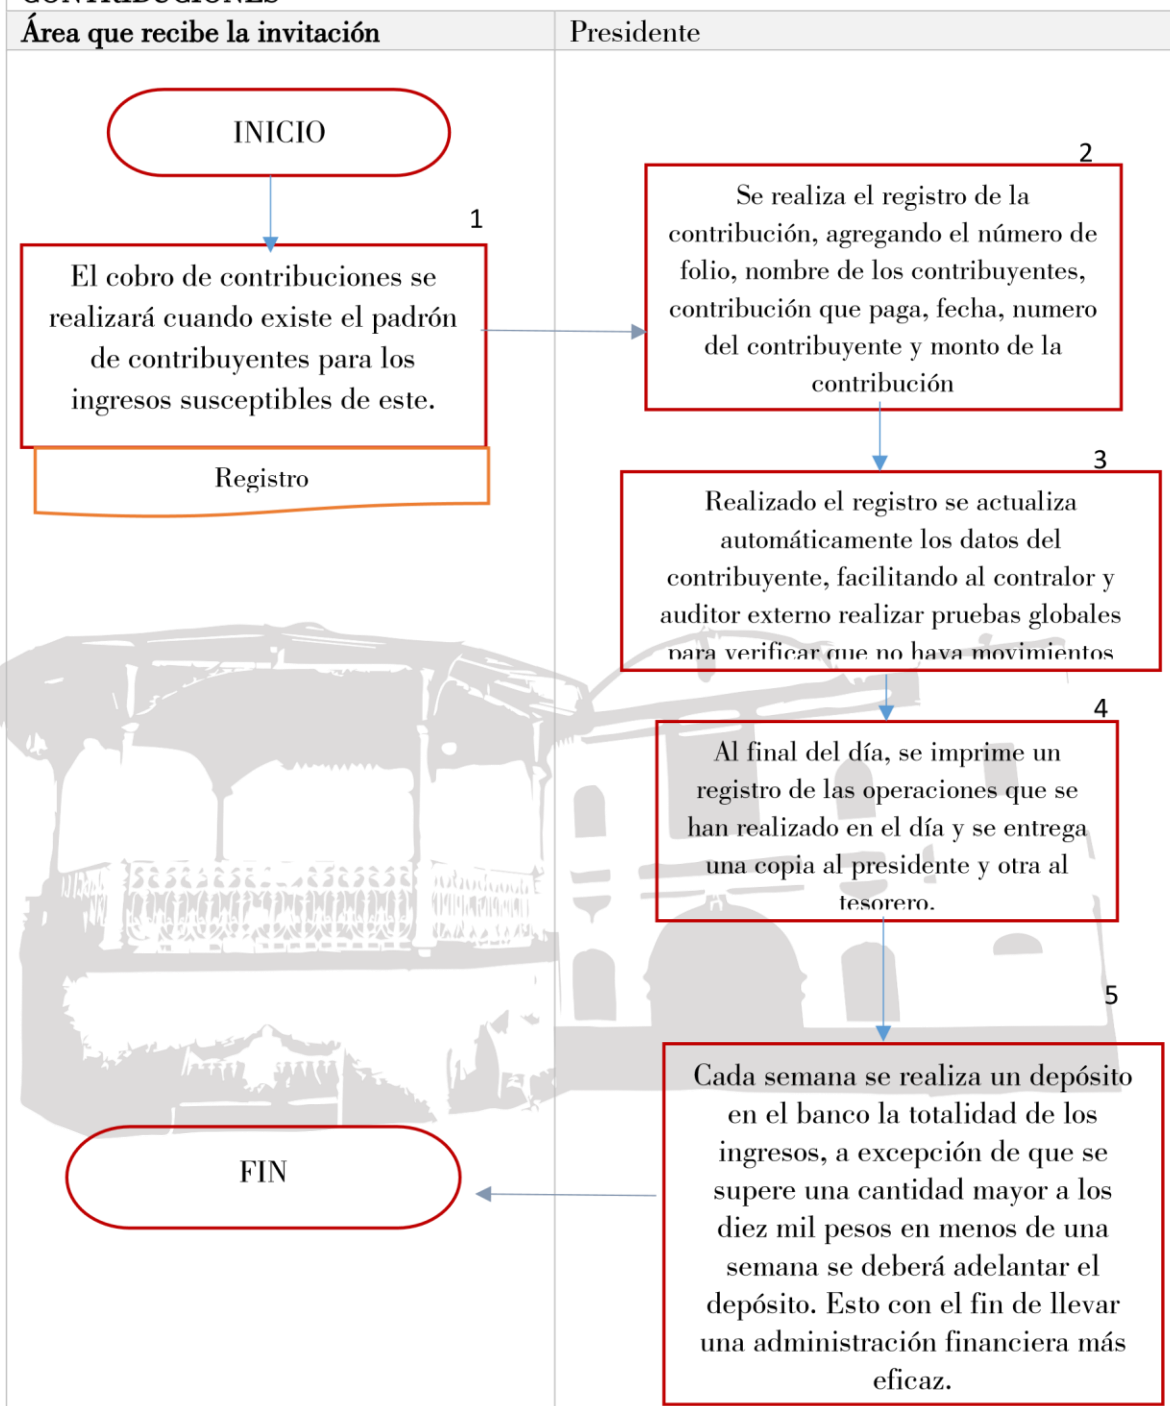 CONTRIBUCIONES
Área que recibe la invitación
Presidente
INICIO
1
El cobro de contribuciones se
realizará cuando existe el padrón
de contribuyentes para los
ingresos susceptibles de este.
Registro
2
Se realiza el registro de la
contribución, agregando el número de
folio, nombre de los contribuyentes,
contribución que paga, fecha, numero
del contribuyente y monto de la
contribución
3
Realizado el registro se actualiza
automáticamente los datos del
contribuyente, facilitando al contralor y
auditor externo realizar pruebas globales
para verificar que no haya movimientos
4
Al final del día, se imprime un
registro de las operaciones que se
han realizado en el día y se entrega
una copia al presidente y otra al
tesorero.
5
Cada semana se realiza un depósito
en el banco la totalidad de los
ingresos, a excepción de que se
supere una cantidad mayor a los
diez mil pesos en menos de una
semana se deberá adelantar el
depósito. Esto con el fin de llevar
una administración financiera más
eficaz.
FIN